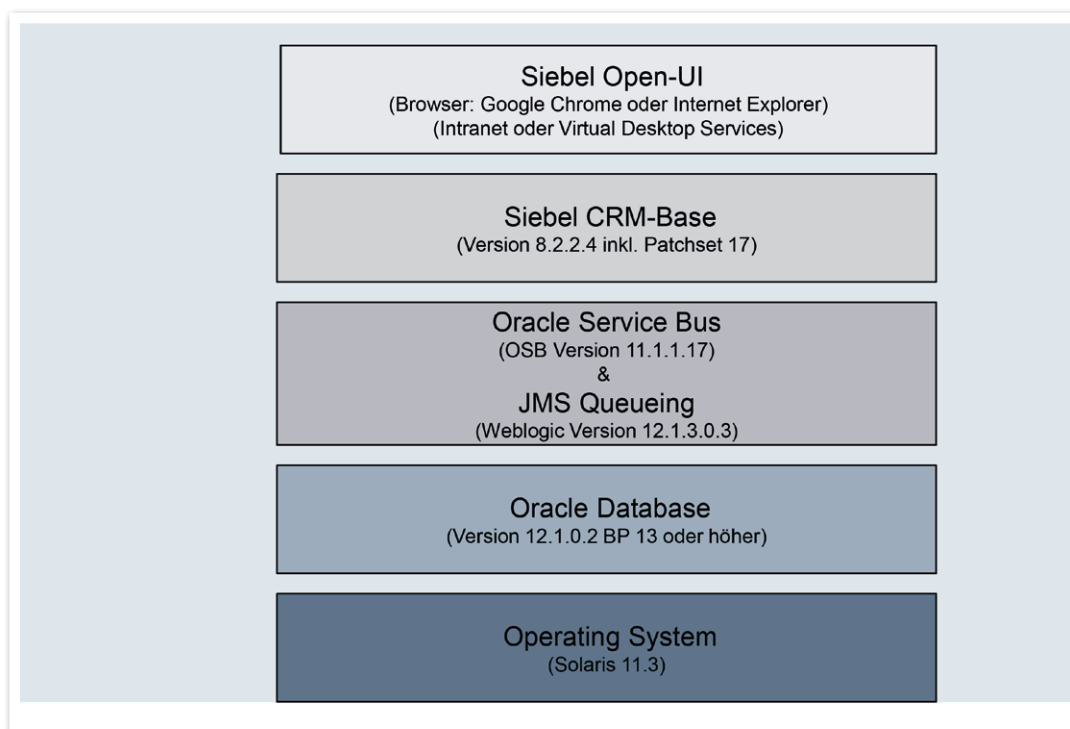 Siebel Open-UI
(Browser: Google Chrome oder Internet Explorer)
(Intranet oder Virtual Desktop Services)
Siebel CRM-Base
(Version 8.2.2.4 inkl. Patchset 17)
Oracle Service Bus
(OSB Version 11.1.1.17)
&
JMS Queueing
(Weblogic Version 12.1.3.0.3)
Oracle Database
(Version 12.1.0.2 BP 13 oder höher)
Operating System
(Solaris 11.3)